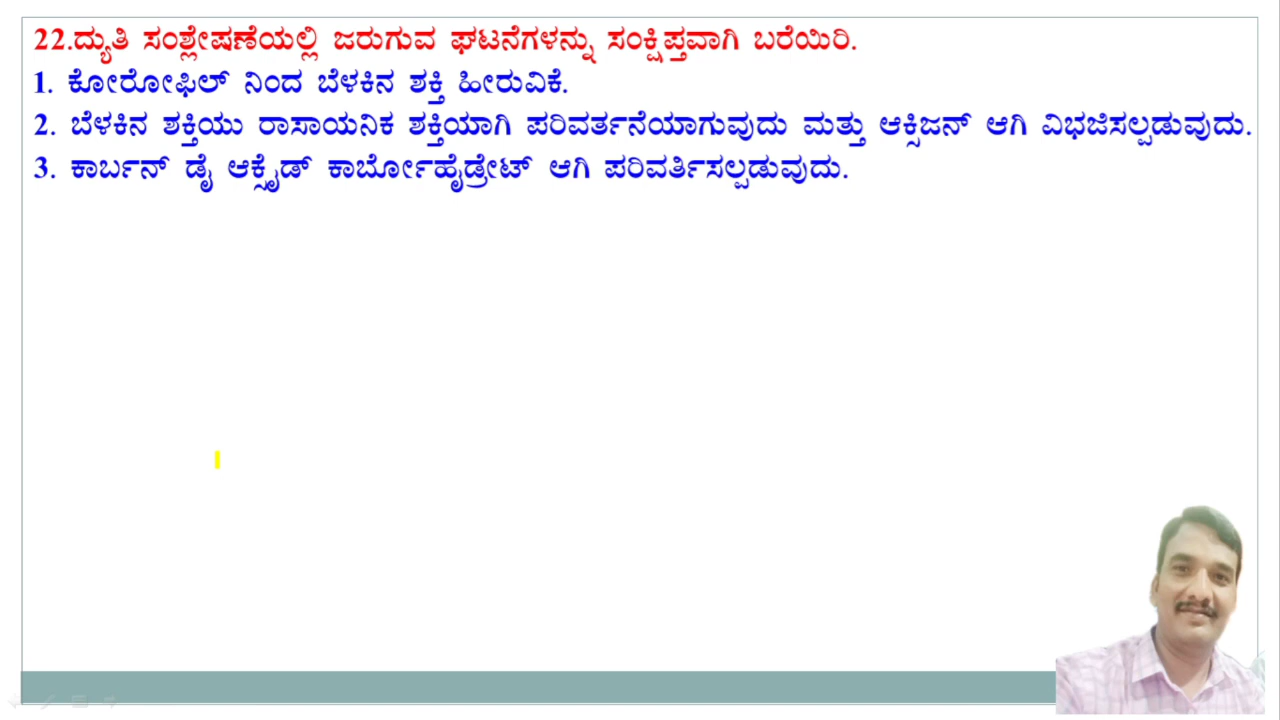 22.ದ್ಯುತಿ ಸಂಶ್ಲೇಷಣೆಯಲ್ಲಿ ಜರುಗುವ ಘಟನೆಗಳನ್ನು ಸಂಕ್ಷಿಪ್ತವಾಗಿ ಬರೆಯಿರಿ.
1. ಕೋರೋಫಿಲ್ ನಿಂದ ಬೆಳಕಿನ ಶಕ್ತಿ ಹೀರುವಿಕೆ.
2. ಬೆಳಕಿನ ಶಕ್ತಿಯು ರಾಸಾಯನಿಕ ಶಕ್ತಿಯಾಗಿ ಪರಿವರ್ತನೆಯಾಗುವುದು ಮತ್ತು ಆಕ್ಸಿಜನ್ ಆಗಿ ವಿಭಜಿಸಲ್ಪಡುವುದು.
3. ಕಾರ್ಬನ್ ಡೈ ಆಕ್ಸೈಡ್ ಕಾರ್ಬೋಹೈಡ್ರೇಟ್ ಆಗಿ ಪರಿವರ್ತಿಸಲ್ಪಡುವುದು.